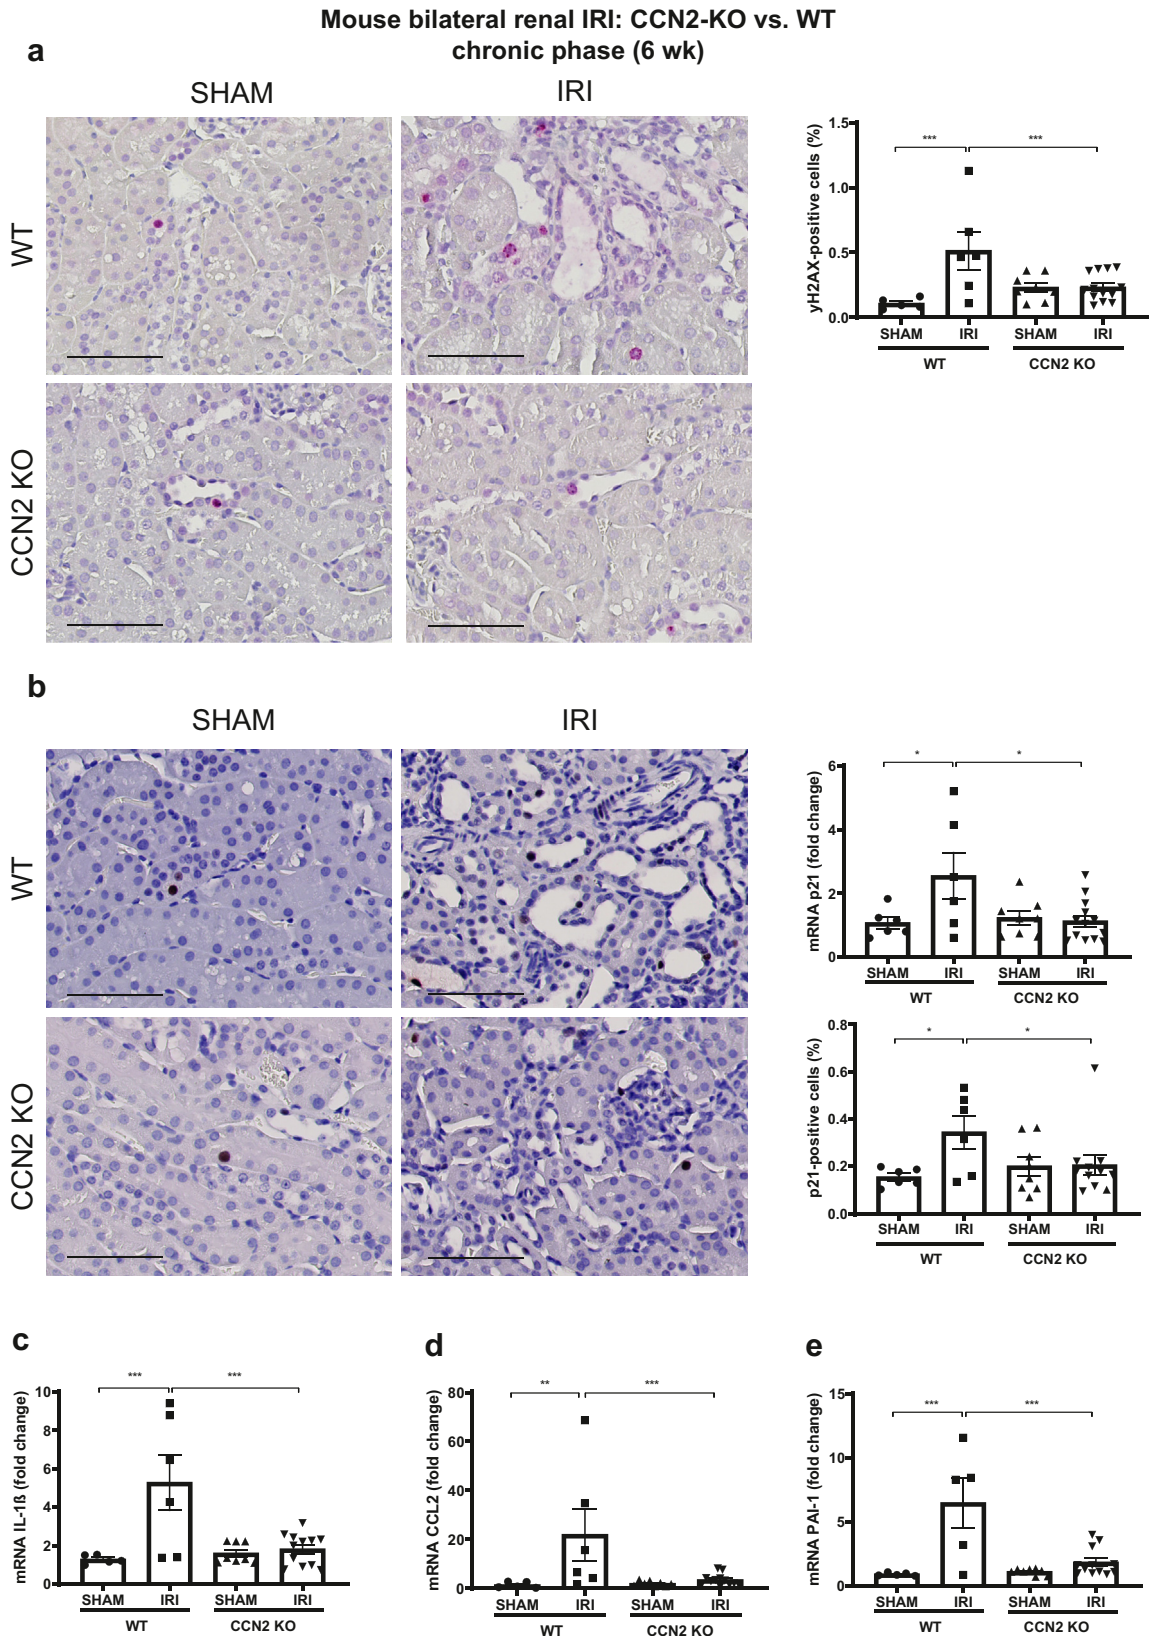 Mouse bilateral renal IRI: CCN2-KO vs. WT
chronic phase (6 wk)
a
SHAM
IRI
WT
CCN2 KO
yH2AX-positive cells (%)
1.5
1.0
0.5
0.0
***
***
SHAM
IRI
SHAM
IRI
WT
CCN2 KO
b
SHAM
IRI
WT
CCN2 KO
mRNA p21 (fold change)
6
4
2
0
*
*
SHAM
IRI
SHAM
IRI
WT
CCN2 KO
p21-positive cells (%)
0.8
0.6
0.4
0.2
0.0
*
*
SHAM
IRI
SHAM
IRI
WT
CCN2 KO
c
mRNA IL-1ß (fold change)
10
8
6
4
2
0
***
***
SHAM
IRI
SHAM
IRI
WT
CCN2 KO
d
mRNA CCL2 (fold change)
80
60
40
20
0
**
***
SHAM
IRI
SHAM
IRI
WT
CCN2 KO
e
mRNA PAI-1 (fold change)
15
10
5
0
***
***
SHAM
IRI
SHAM
IRI
WT
CCN2 KO